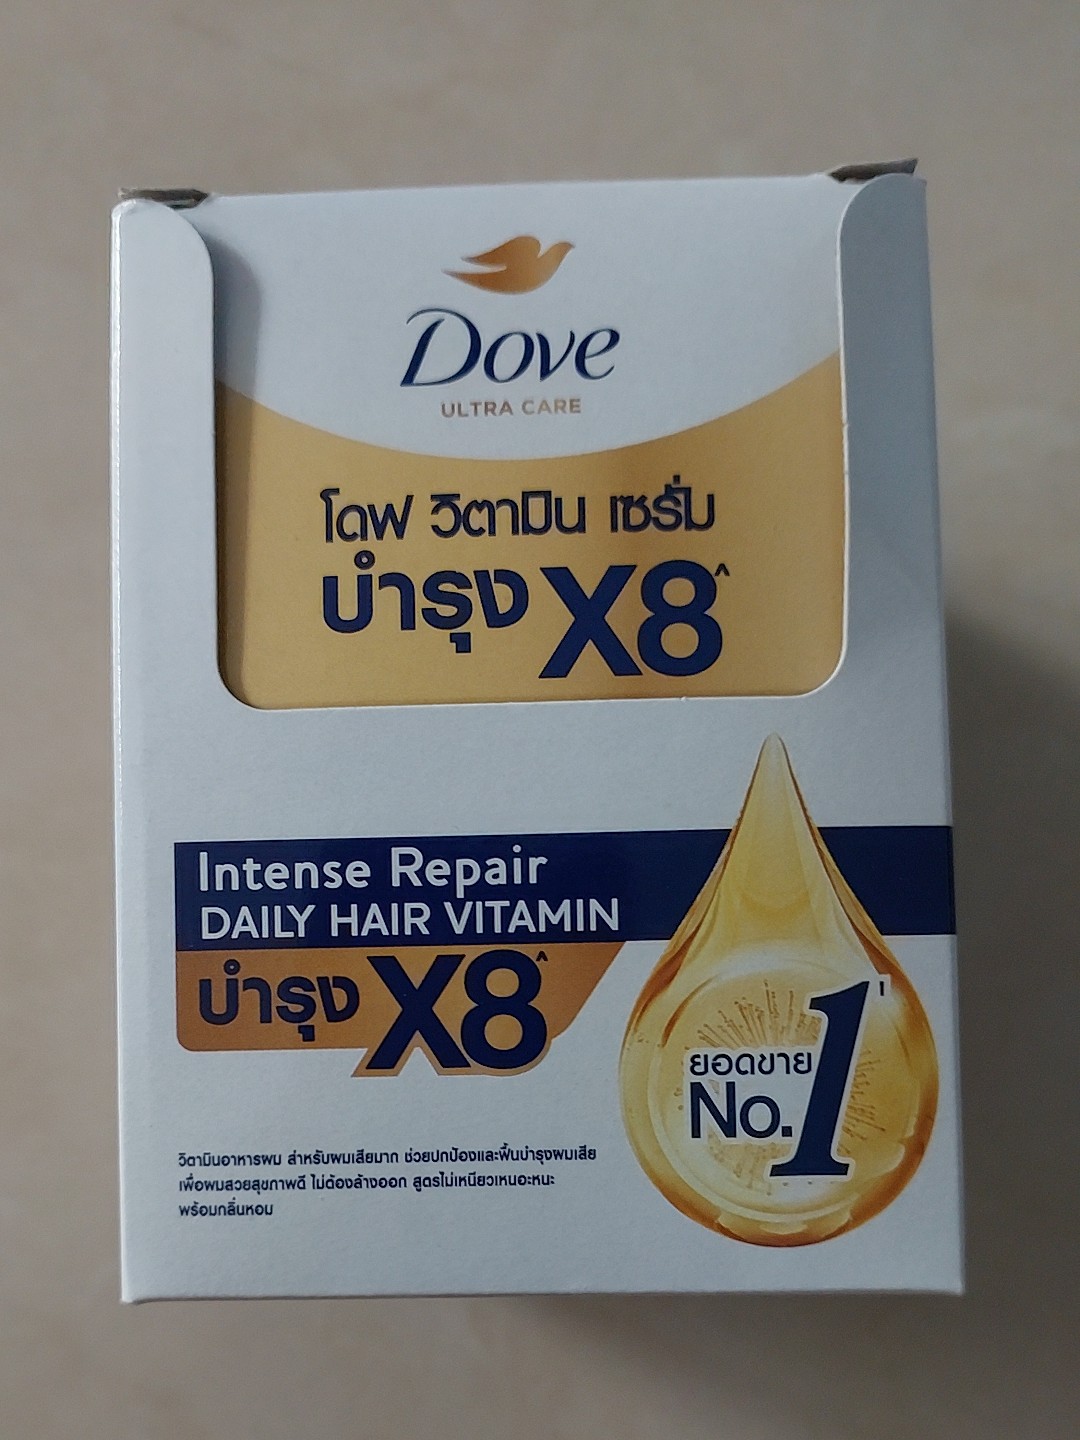 Dove
ULTRA CARE
โดฟ วิตามิน เซรั่ม
บำรุง X8^
Intense Repair
DAILY HAIR VITAMIN
บำรุง X8^
ยอดขาย
No.1'
วิตามินอาหารผม สำหรับผมเสียมาก ช่วยปกป้องและฟื้นบำรุงผมเสีย
เพื่อผมสวยสุขภาพดี ไม่ต้องล้างออก สูตรไม่เหนียวเหนอะหนะ
พร้อมกลิ่นหอม